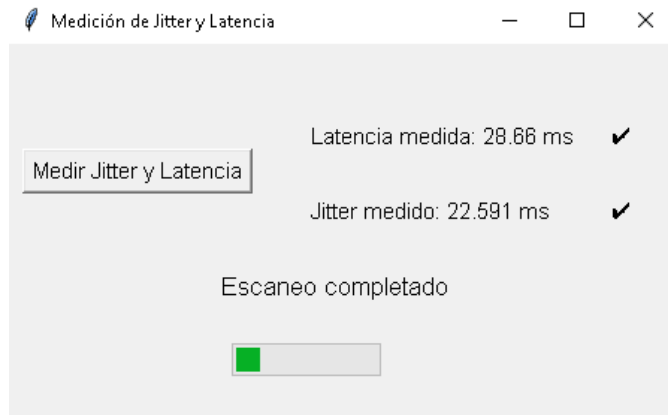 Medición de Jitter y Latencia
Latencia medida: 28.66 ms ✔
Medir Jitter y Latencia
Jitter medido: 22.591 ms ✔
Escaneo completado